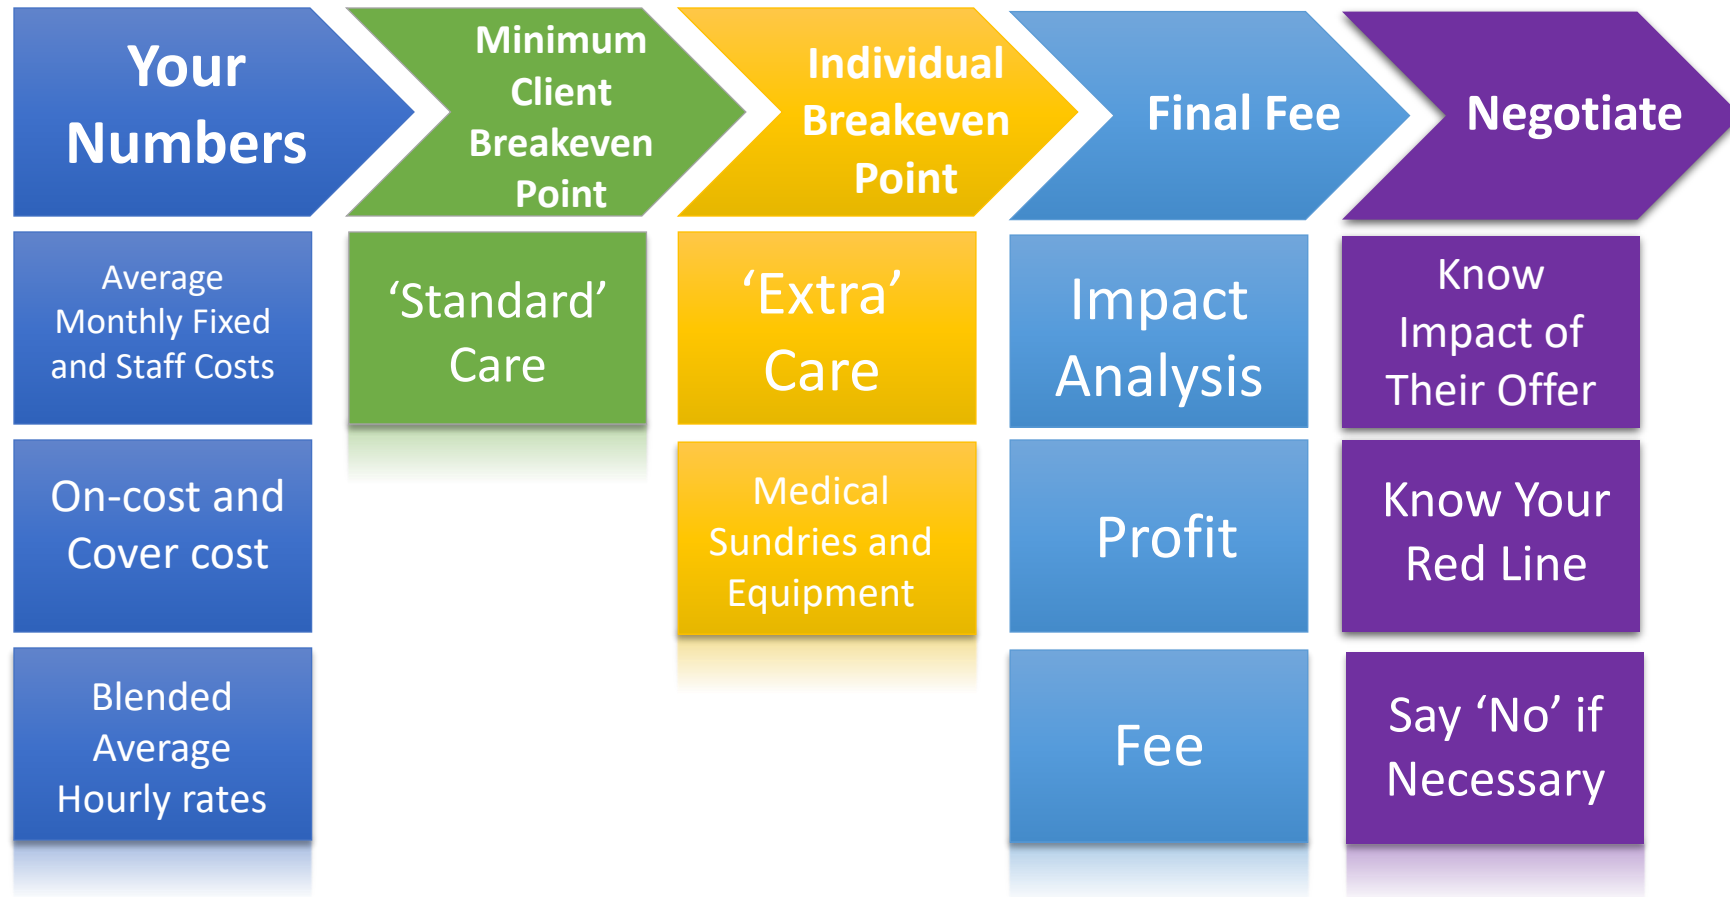 Your
Numbers
Minimum
Client
Breakeven
Point
Individual
Breakeven
Point
Final Fee
Negotiate
Average
Monthly Fixed
and Staff Costs
On-cost and
Cover cost
Blended
Average
Hourly rates
‘Standard’
Care
‘Extra’
Care
Medical
Sundries and
Equipment
Impact
Analysis
Profit
Fee
Know
Impact of
Their Offer
Know Your
Red Line
Say ‘No’ if
Necessary